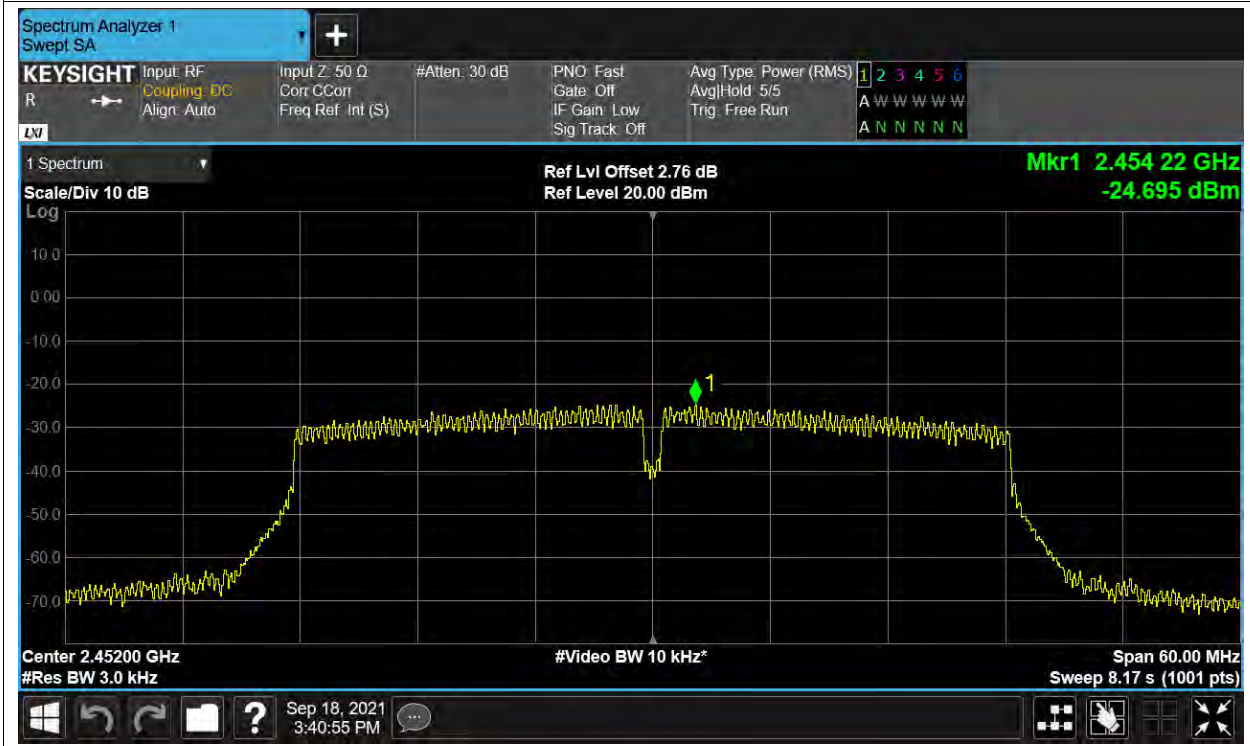 Spectrum Analyzer 1
Swept SA
+
KEYSIGHT Input: RF Input Z: 50 Ω #Atten: 30 dB PNO: Fast Avg Type: Power (RMS) 1 2 3 4 5 6
R Coupling: DC Corr CCorr Gate: Off Avg|Hold: 5/5 A W W W W W
Align: Auto Freq Ref: Int (S) IF Gain: Low Trig: Free Run
LXI Sig Track: Off A N N N N N
1 Spectrum Ref Lvl Offset 2.76 dB Mkr1 2.454 22 GHz
Scale/Div 10 dB Ref Level 20.00 dBm -24.695 dBm
Log
10.0
0.00
-10.0
-20.0
1
-30.0
-40.0
-50.0
-60.0
-70.0
Center 2.45200 GHz #Video BW 10 kHz* Span 60.00 MHz
#Res BW 3.0 kHz Sweep 8.17 s (1001 pts)
? Sep 18, 2021
3:40:55 PM